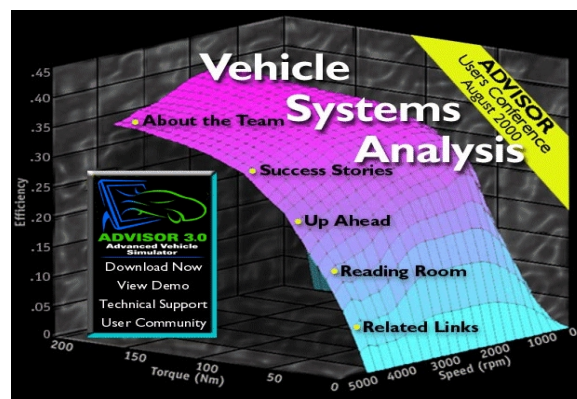 Vehicle
Systems
Analysis
ADVISOR
Users Conference
August 2000
About the Team
Success Stories
Up Ahead
Reading Room
Related Links
ADVISOR 3.0
Advanced Vehicle
Simulator
Download Now
View Demo
Technical Support
User Community
Efficiency
.45
.40
.35
.30
.25
.20
.15
.10
.05
0
200
150
100
50
0
Torque (Nm)
5000
4000
3000
2000
1000
0
Speed (rpm)